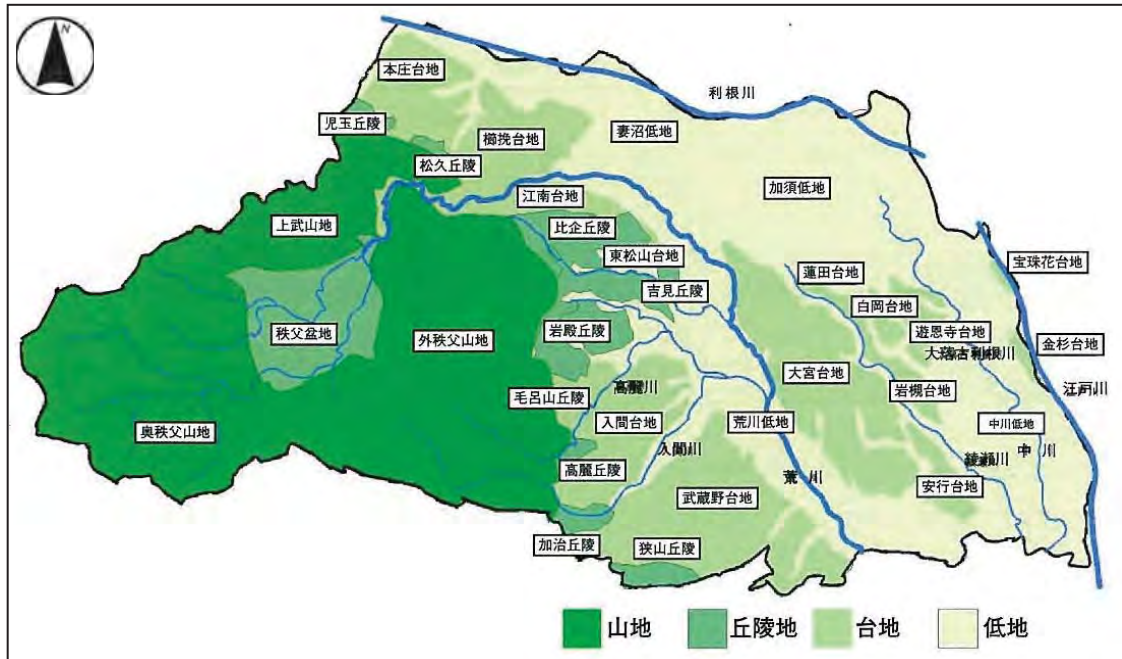 N
本庄台地
利根川
児玉丘陵
櫛挽台地
妻沼低地
松久丘陵
加須低地
江南台地
上武山地
比企丘陵
東松山台地
宝珠花台地
蓮田台地
吉見丘陵
白岡台地
秩父盆地
外秩父山地
岩殿丘陵
遊恩寺台地
大落古利根川
金杉台地
大宮台地
高麗川
岩槻台地
江戸川
毛呂山丘陵
入間台地
荒川低地
中川低地
奥秩父山地
入間川
綾瀬川
中川
高麗丘陵
荒川
安行台地
武蔵野台地
加治丘陵
狭山丘陵
山地
丘陵地
台地
低地